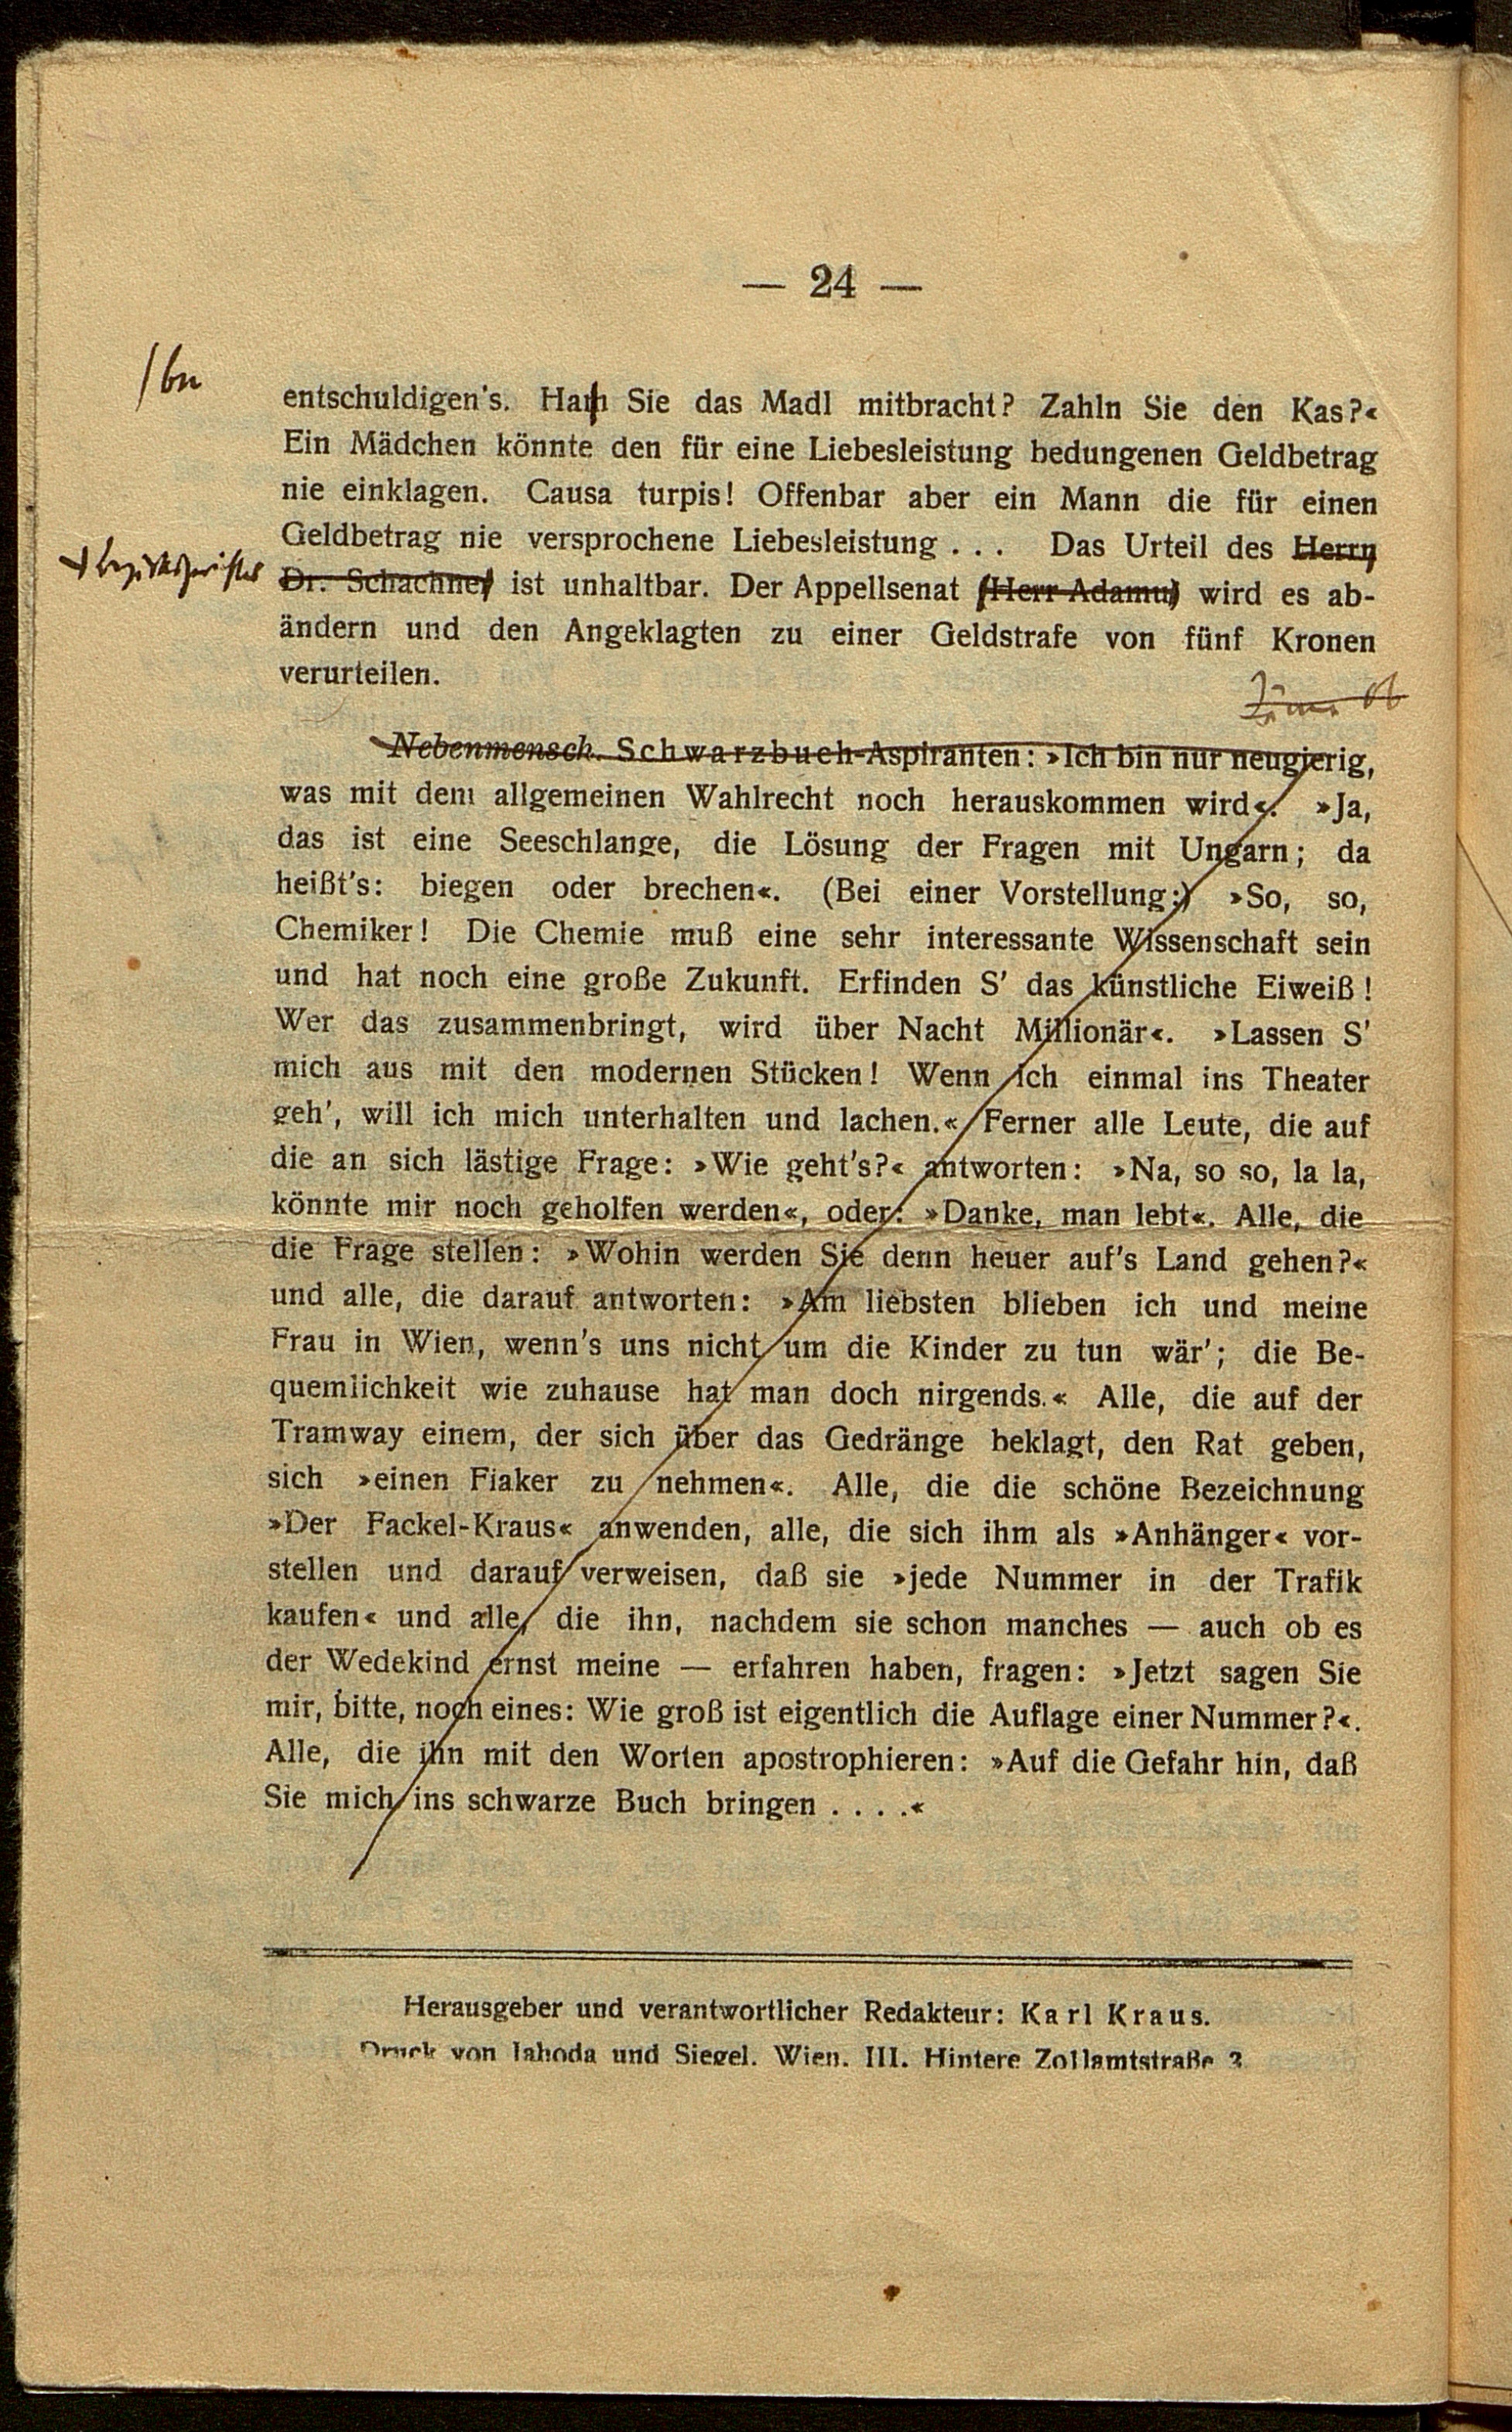 — 24 —
/bn
entschuldigen's. Ham Sie das Madl mitbracht? Zahln Sie den Kas?«
Ein Mädchen könnte den für eine Liebesleistung bedungenen Geldbetrag
nie einklagen. Causa turpis! Offenbar aber ein Mann die für einen
Geldbetrag nie versprochene Liebesleistung . . . Das Urteil des Herrn
Bezirksrichters
Dr. Schachner ist unhaltbar. Der Appellsenat (Herr Adamu) wird es ab-
ändern und den Angeklagten zu einer Geldstrafe von fünf Kronen
verurteilen.
Nebenmensch. Schwarzbuch-Aspiranten: »Ich bin nur neugierig,
was mit dem allgemeinen Wahlrecht noch herauskommen wird«. »Ja,
das ist eine Seeschlange, die Lösung der Fragen mit Ungarn; da
heißt's: biegen oder brechen«. (Bei einer Vorstellung:) »So, so,
Chemiker! Die Chemie muß eine sehr interessante Wissenschaft sein
und hat noch eine große Zukunft. Erfinden S' das künstliche Eiweiß!
Wer das zusammenbringt, wird über Nacht Millionär«. »Lassen S'
mich aus mit den modernen Stücken! Wenn ich einmal ins Theater
geh', will ich mich unterhalten und lachen.« Ferner alle Leute, die auf
die an sich lästige Frage: »Wie geht's?« antworten: »Na, so so, la la,
könnte mir noch geholfen werden«, oder: »Danke, man lebt«. Alle, die
die Frage stellen: »Wohin werden Sie denn heuer auf's Land gehen?«
und alle, die darauf antworten: »Am liebsten blieben ich und meine
Frau in Wien, wenn's uns nicht um die Kinder zu tun wär'; die Be-
quemlichkeit wie zuhause hat man doch nirgends.« Alle, die auf der
Tramway einem, der sich über das Gedränge beklagt, den Rat geben,
sich »einen Fiaker zu nehmen«. Alle, die die schöne Bezeichnung
»Der Fackel-Kraus« anwenden, alle, die sich ihm als »Anhänger« vor-
stellen und darauf verweisen, daß sie »jede Nummer in der Trafik
kaufen« und alle, die ihn, nachdem sie schon manches — auch ob es
der Wedekind ernst meine — erfahren haben, fragen: »Jetzt sagen Sie
mir, bitte, noch eines: Wie groß ist eigentlich die Auflage einer Nummer?«.
Alle, die ihn mit den Worten apostrophieren: »Auf die Gefahr hin, daß
Sie mich ins schwarze Buch bringen . . . .«
Herausgeber und verantwortlicher Redakteur: Karl Kraus.
Druck von Jahoda und Siegel. Wien. III. Hintere Zollamtstraße 3